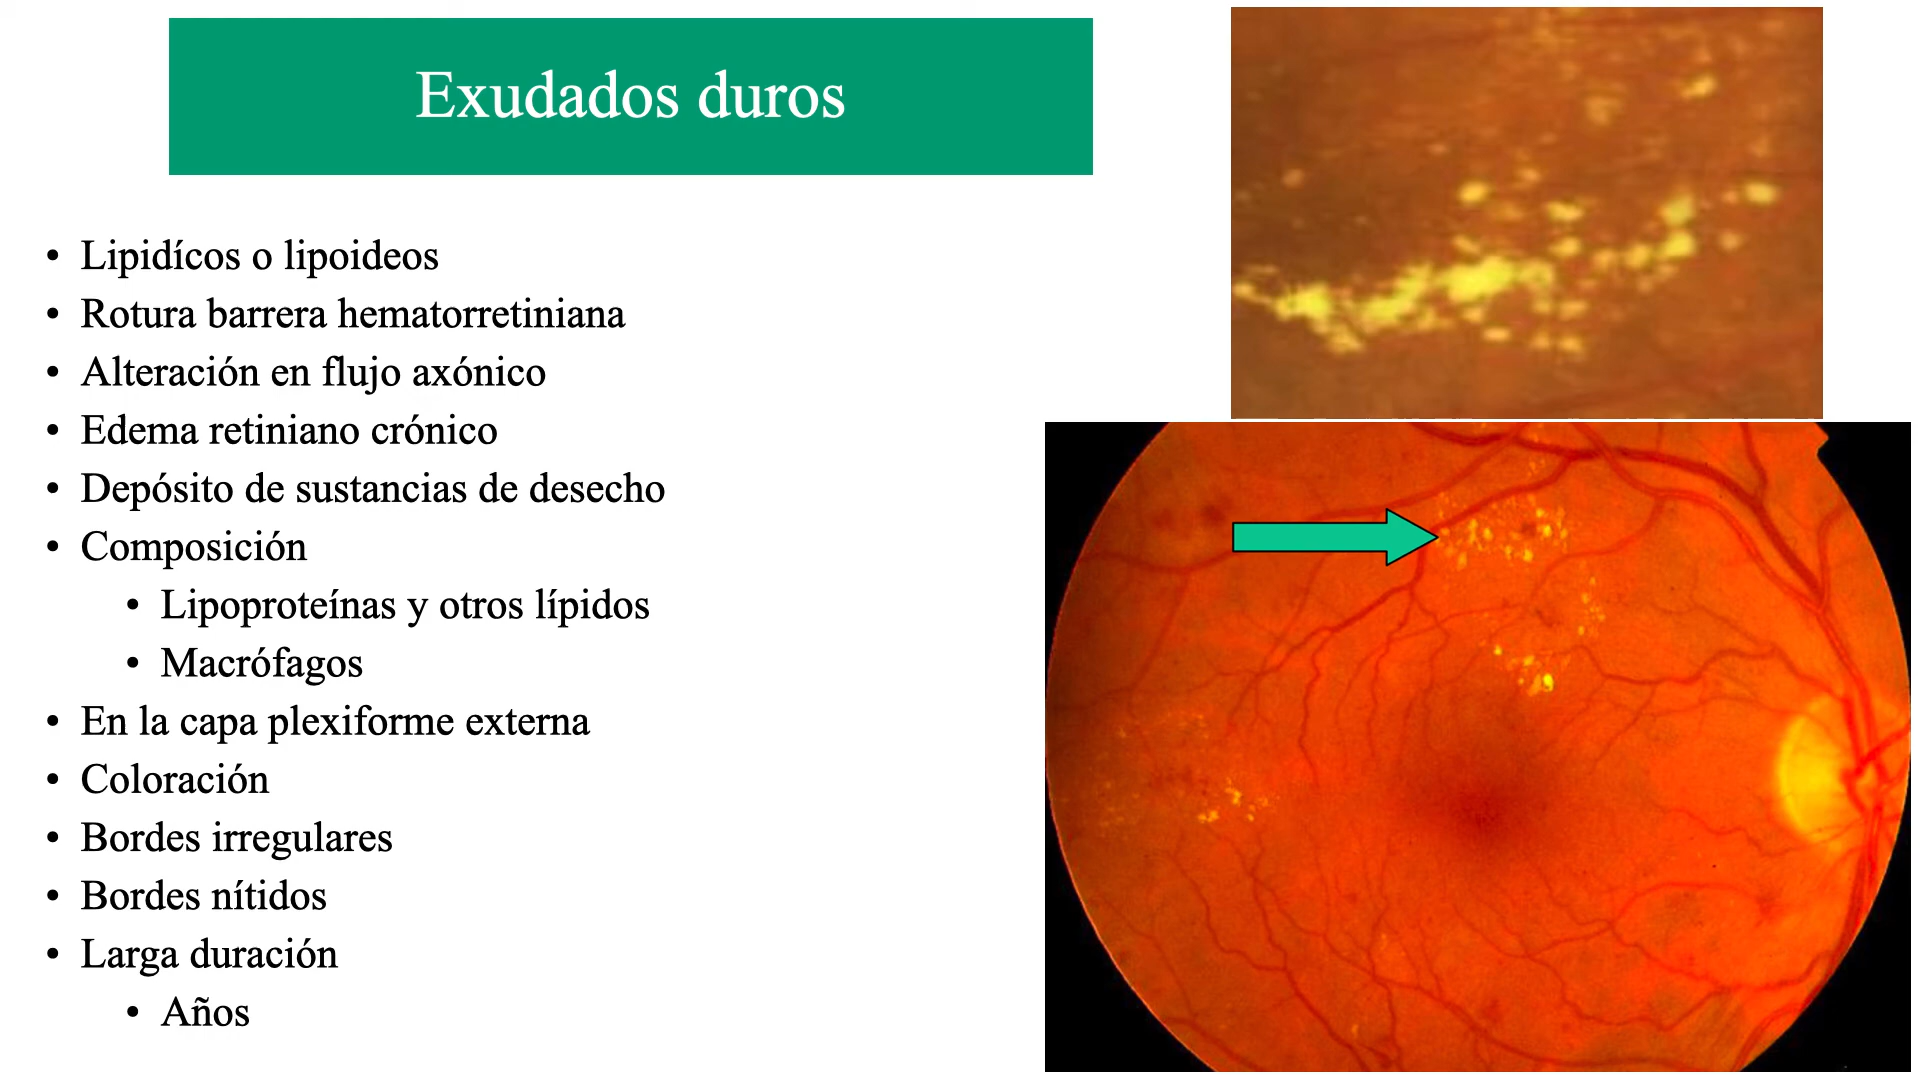 Exudados duros
• Lipidícos o lipoideos
• Rotura barrera hematorretiniana
• Alteración en flujo axónico
• Edema retiniano crónico
• Depósito de sustancias de desecho
• Composición
• Lipoproteínas y otros lípidos
• Macrófagos
• En la capa plexiforme externa
• Coloración
• Bordes irregulares
• Bordes nítidos
• Larga duración
• Años